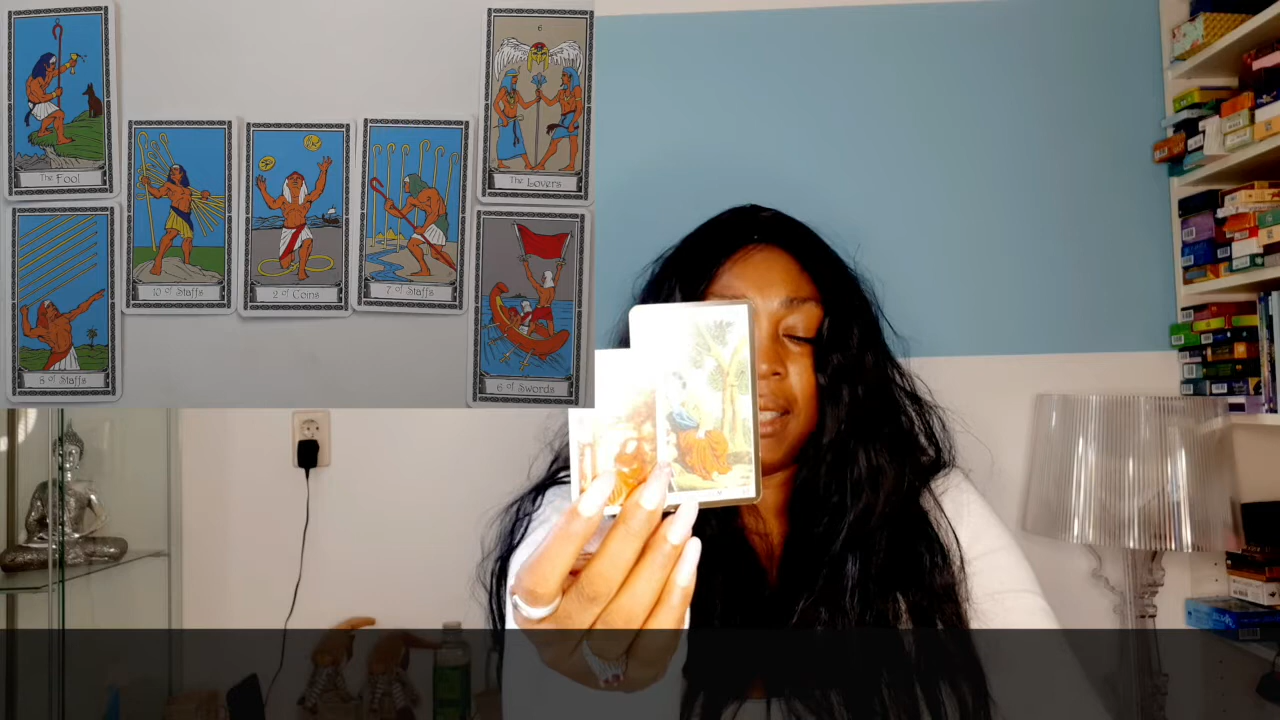 6
The Fool
The Lovers
10 of Staffs
2 of Coins
7 of Staffs
8 of Staffs
6 of Swords